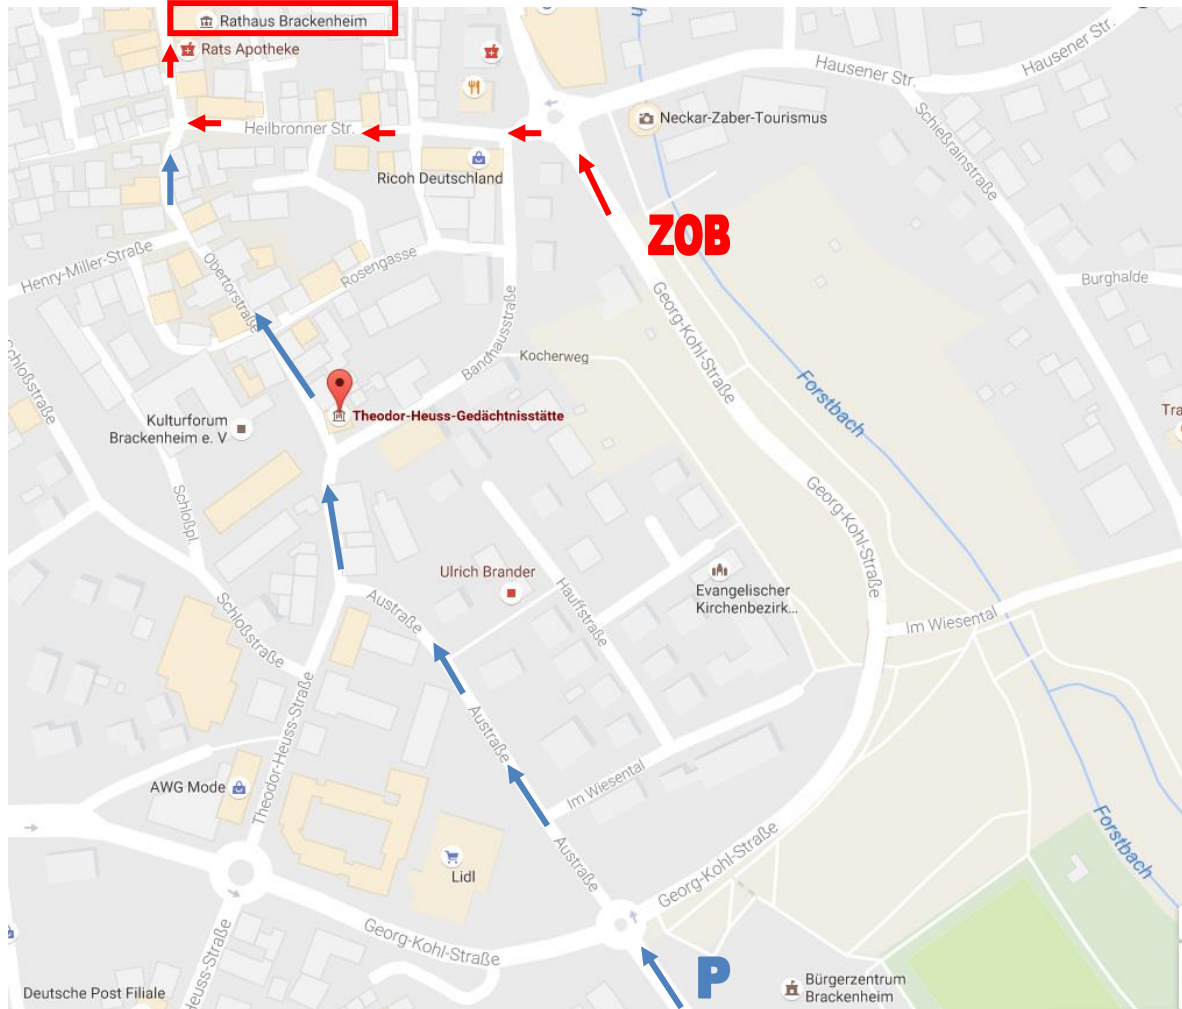 Rathaus Brackenheim
Rats Apotheke
Heilbronner Str.
Hausener Str.
Hausener Str.
Neckar-Zaber-Tourismus
Schießrainstraße
Ricoh Deutschland
ZOB
Henry-Miller-Straße
Obertorstraße
Rosengasse
Georg-Kohl-Straße
Burghalde
Bandhausstraße
Kocherweg
Schloßstraße
Forstbach
Theodor-Heuss-Gedächtnisstätte
Kulturforum
Brackenheim e. V
Tra
Schloßpl.
Georg-Kohl-Straße
Ulrich Brander
Evangelischer
Kirchenbezirk...
Austraße
Hauffstraße
Schloßstraße
Im Wiesental
Theodor-Heuss-Straße
Austraße
AWG Mode
Im Wiesental
Forstbach
Lidl
Austraße
Georg-Kohl-Straße
Georg-Kohl-Straße
Heuss-Straße
P
Deutsche Post Filiale
Bürgerzentrum
Brackenheim